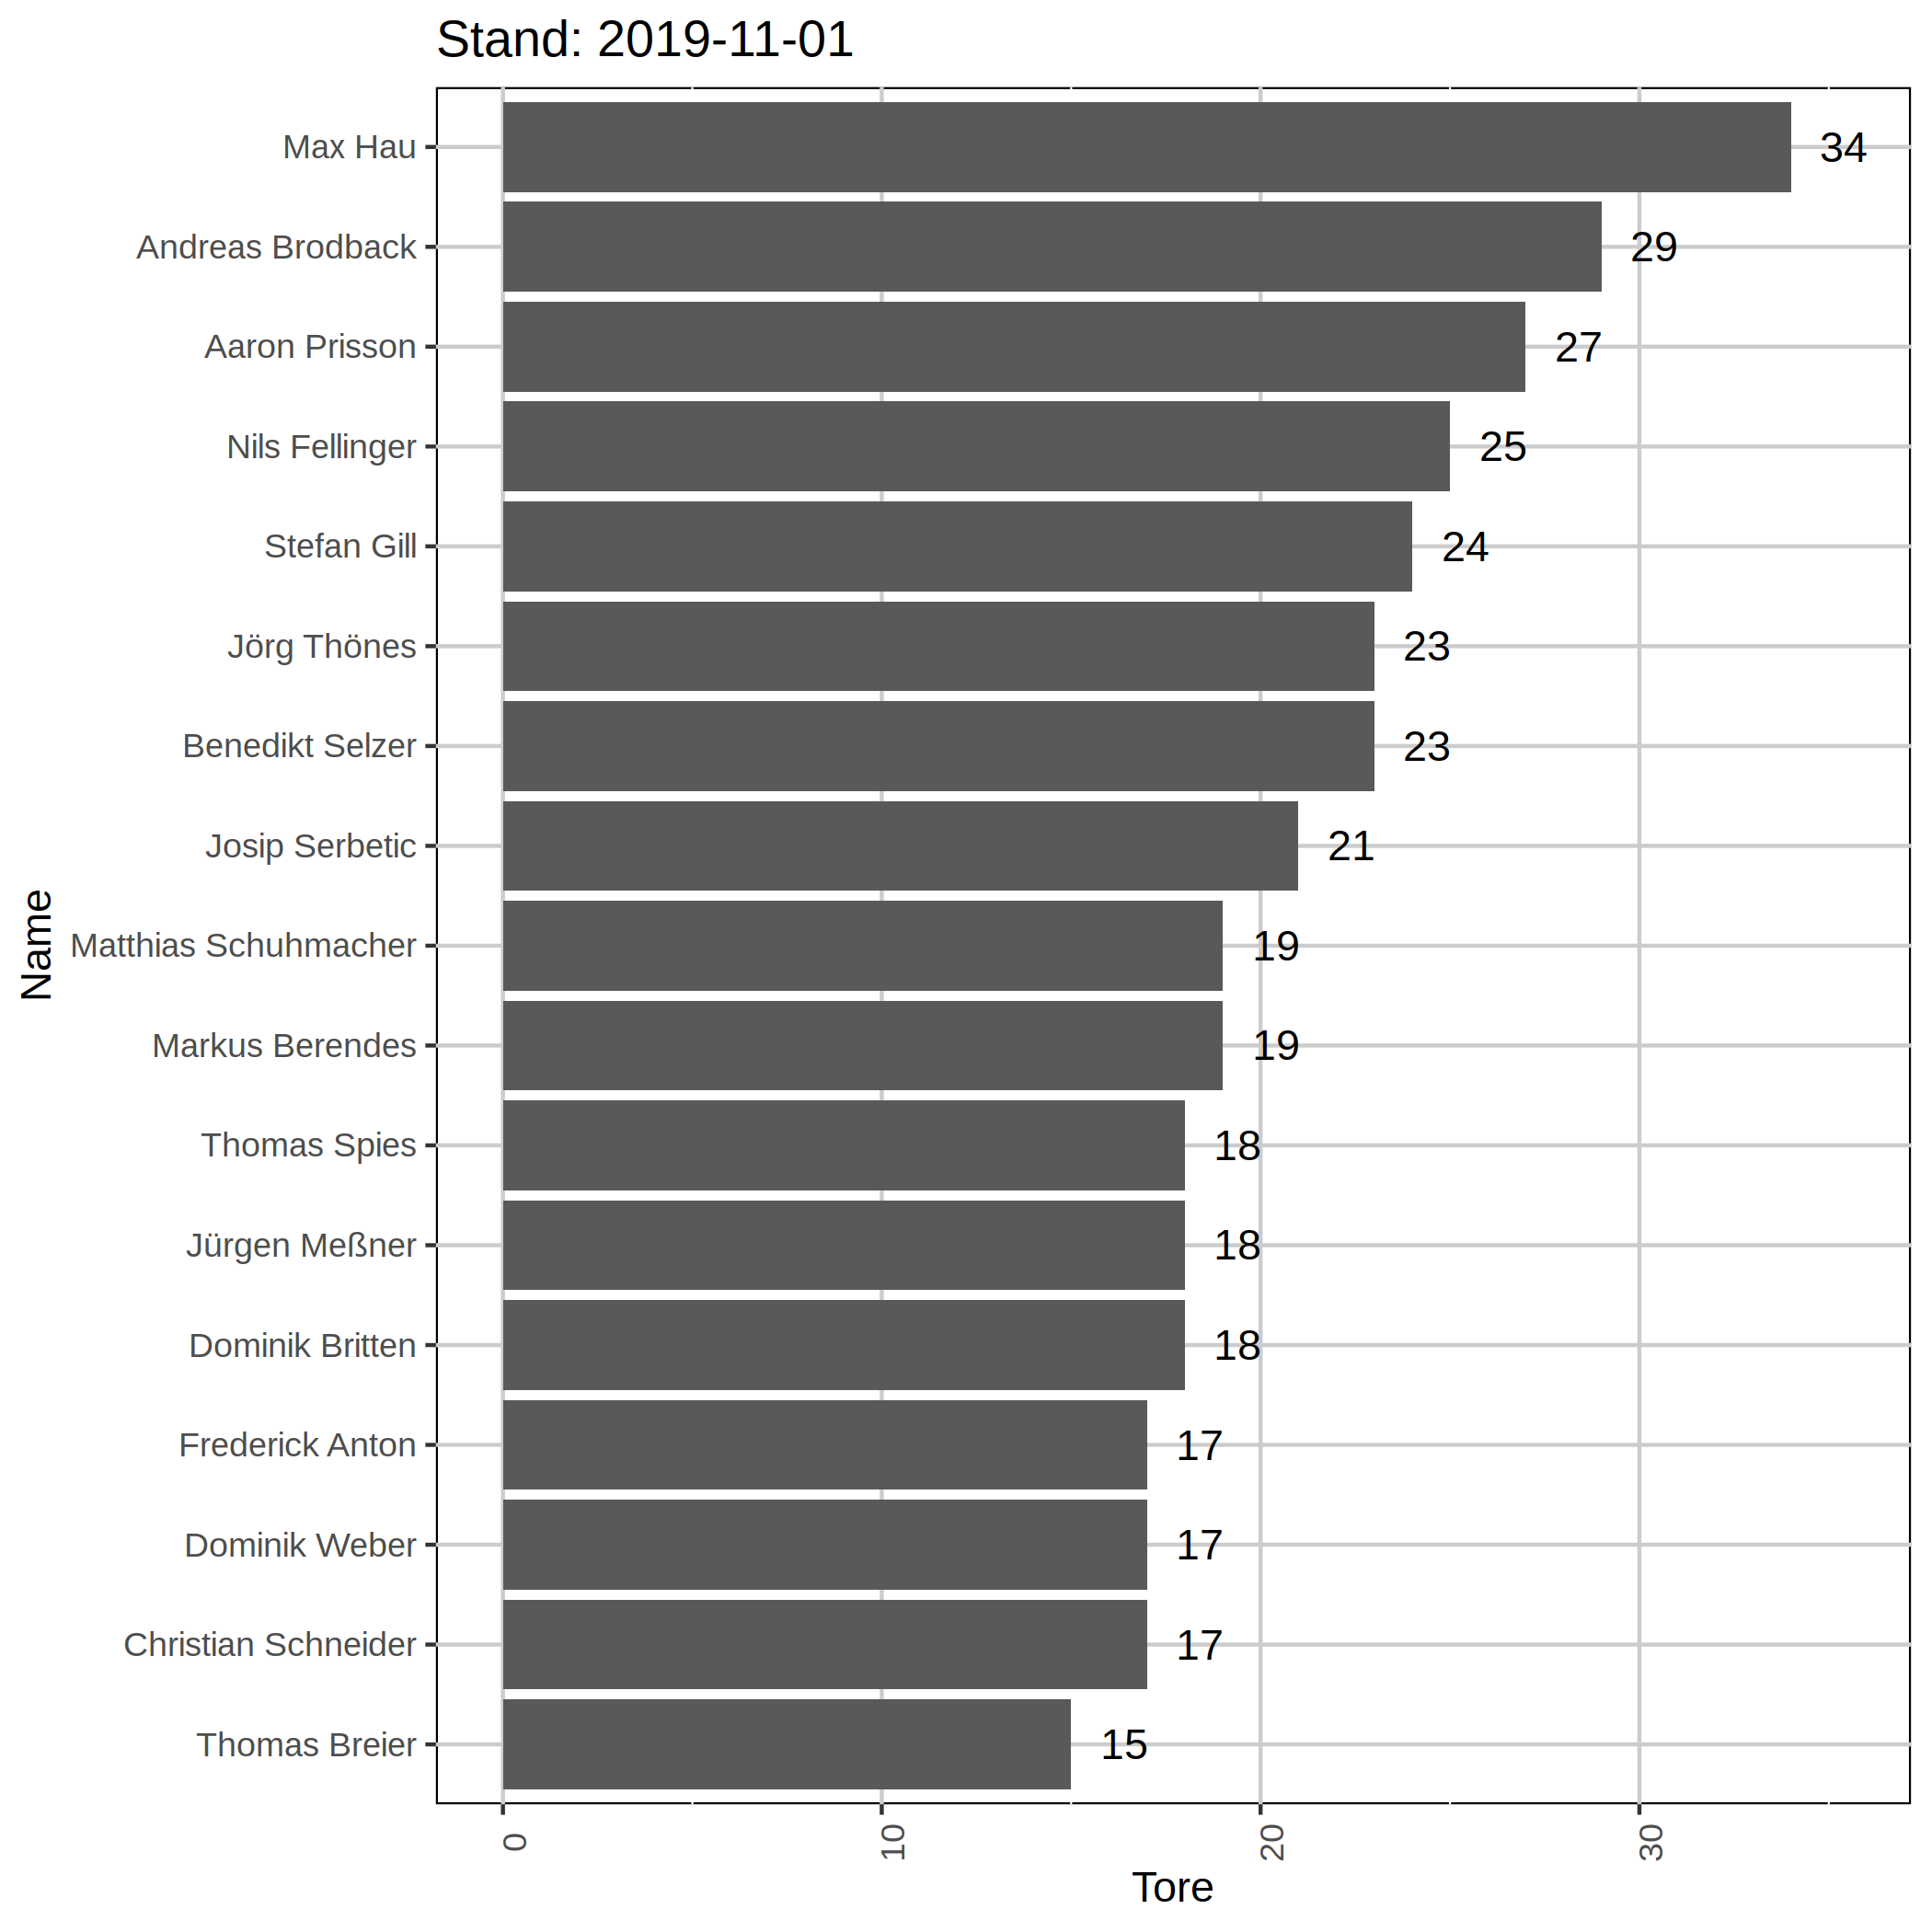 Stand: 2019-11-01
Max Hau 34
Andreas Brodback 29
Aaron Prisson 27
Nils Fellinger 25
Stefan Gill 24
Jörg Thönes 23
Benedikt Selzer 23
Josip Serbetic 21
Matthias Schuhmacher 19
Markus Berendes 19
Thomas Spies 18
Jürgen Meßner 18
Dominik Britten 18
Frederick Anton 17
Dominik Weber 17
Christian Schneider 17
Thomas Breier 15
Name
0 10 20 30
Tore